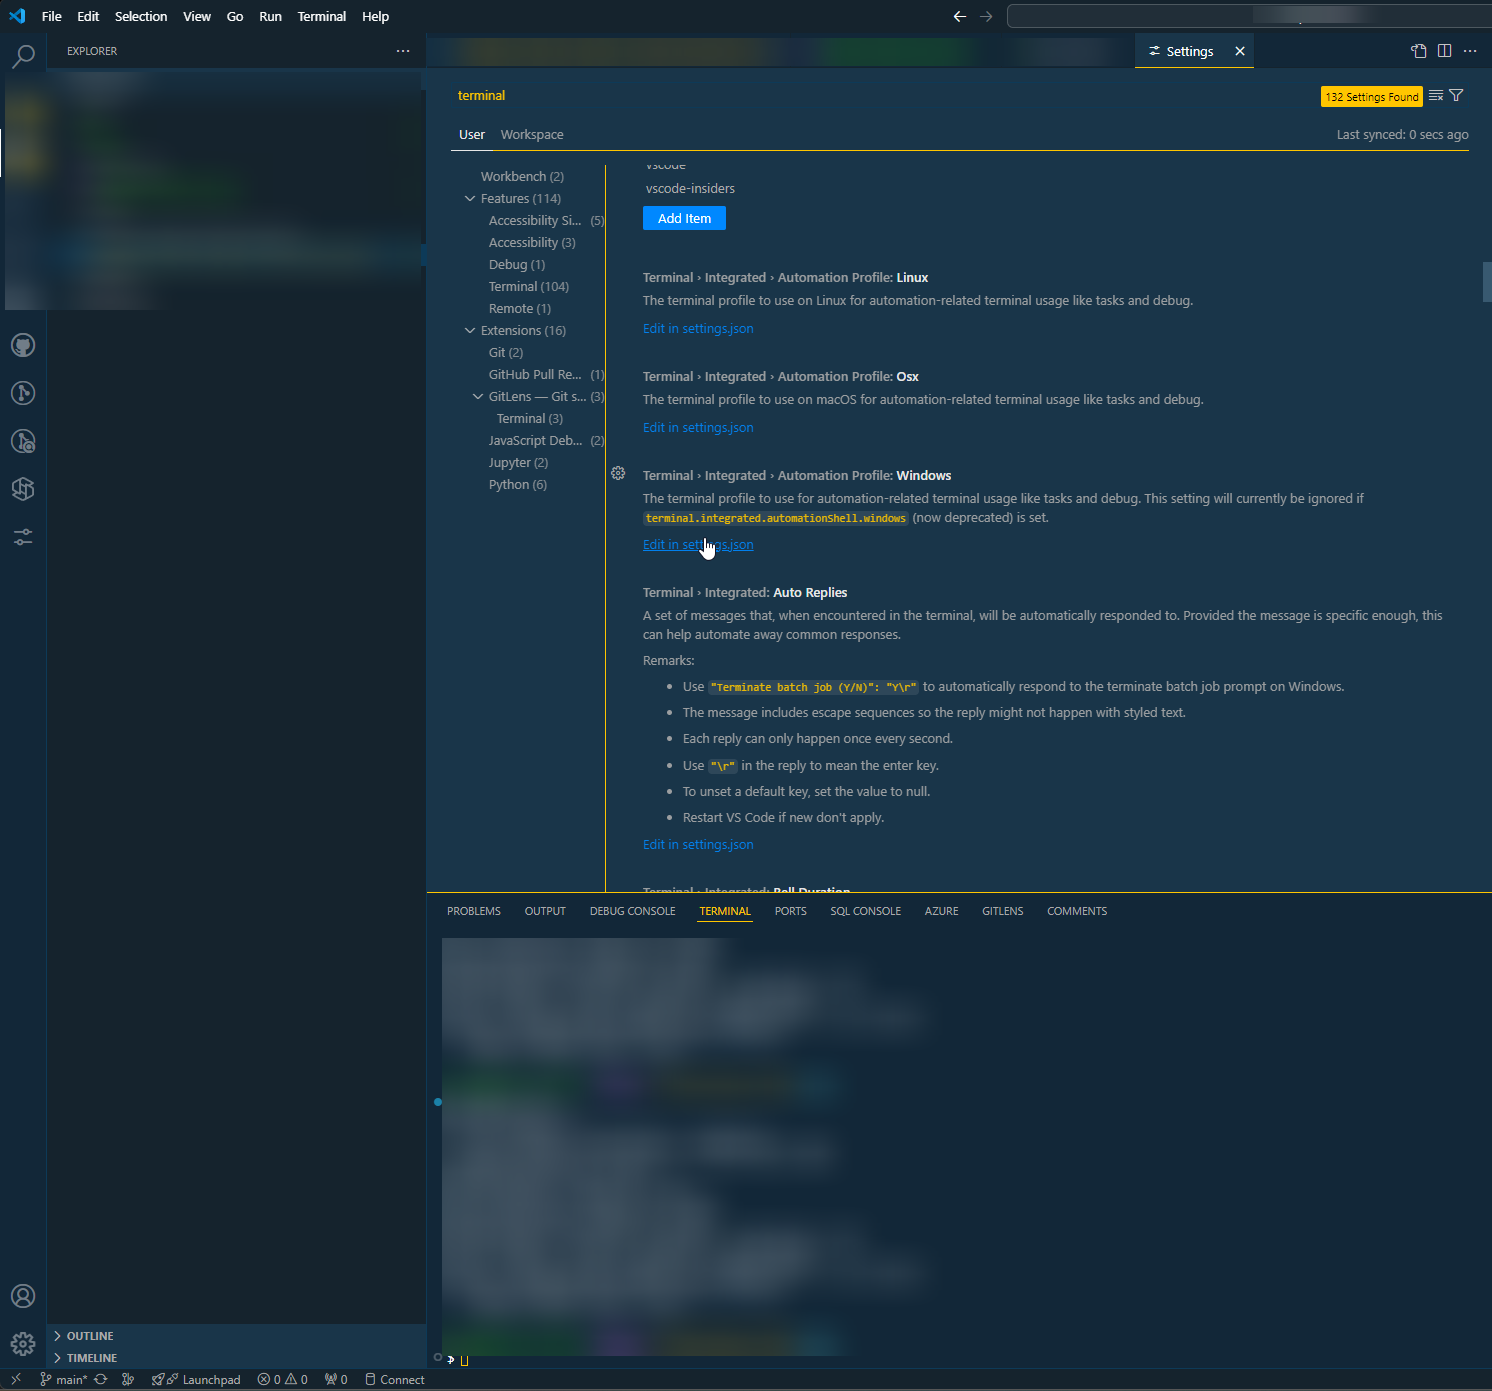 File Edit Selection View Go Run Terminal Help
EXPLORER
Settings
terminal
132 Settings Found
User Workspace
Last synced: 0 secs ago
Workbench (2)
Features (114)
Accessibility Si... (5)
Accessibility (3)
Debug (1)
Terminal (104)
Remote (1)
Extensions (16)
Git (2)
GitHub Pull Re... (1)
GitLens — Git s... (3)
Terminal (3)
JavaScript Deb... (2)
Jupyter (2)
Python (6)
vscode
vscode-insiders
Add Item
Terminal › Integrated › Automation Profile: Linux
The terminal profile to use on Linux for automation-related terminal usage like tasks and debug.
Edit in settings.json
Terminal › Integrated › Automation Profile: Osx
The terminal profile to use on macOS for automation-related terminal usage like tasks and debug.
Edit in settings.json
Terminal › Integrated › Automation Profile: Windows
The terminal profile to use for automation-related terminal usage like tasks and debug. This setting will currently be ignored if
terminal.integrated.automationShell.windows (now deprecated) is set.
Edit in settings.json
Terminal › Integrated: Auto Replies
A set of messages that, when encountered in the terminal, will be automatically responded to. Provided the message is specific enough, this
can help automate away common responses.
Remarks:
• Use "Terminate batch job (Y/N)": "Y\r" to automatically respond to the terminate batch job prompt on Windows.
• The message includes escape sequences so the reply might not happen with styled text.
• Each reply can only happen once every second.
• Use "\r" in the reply to mean the enter key.
• To unset a default key, set the value to null.
• Restart VS Code if new don't apply.
Edit in settings.json
Terminal › Integrated: Bell Duration
PROBLEMS OUTPUT DEBUG CONSOLE TERMINAL PORTS SQL CONSOLE AZURE GITLENS COMMENTS
OUTLINE
TIMELINE
main* Launchpad 0 0 0 Connect